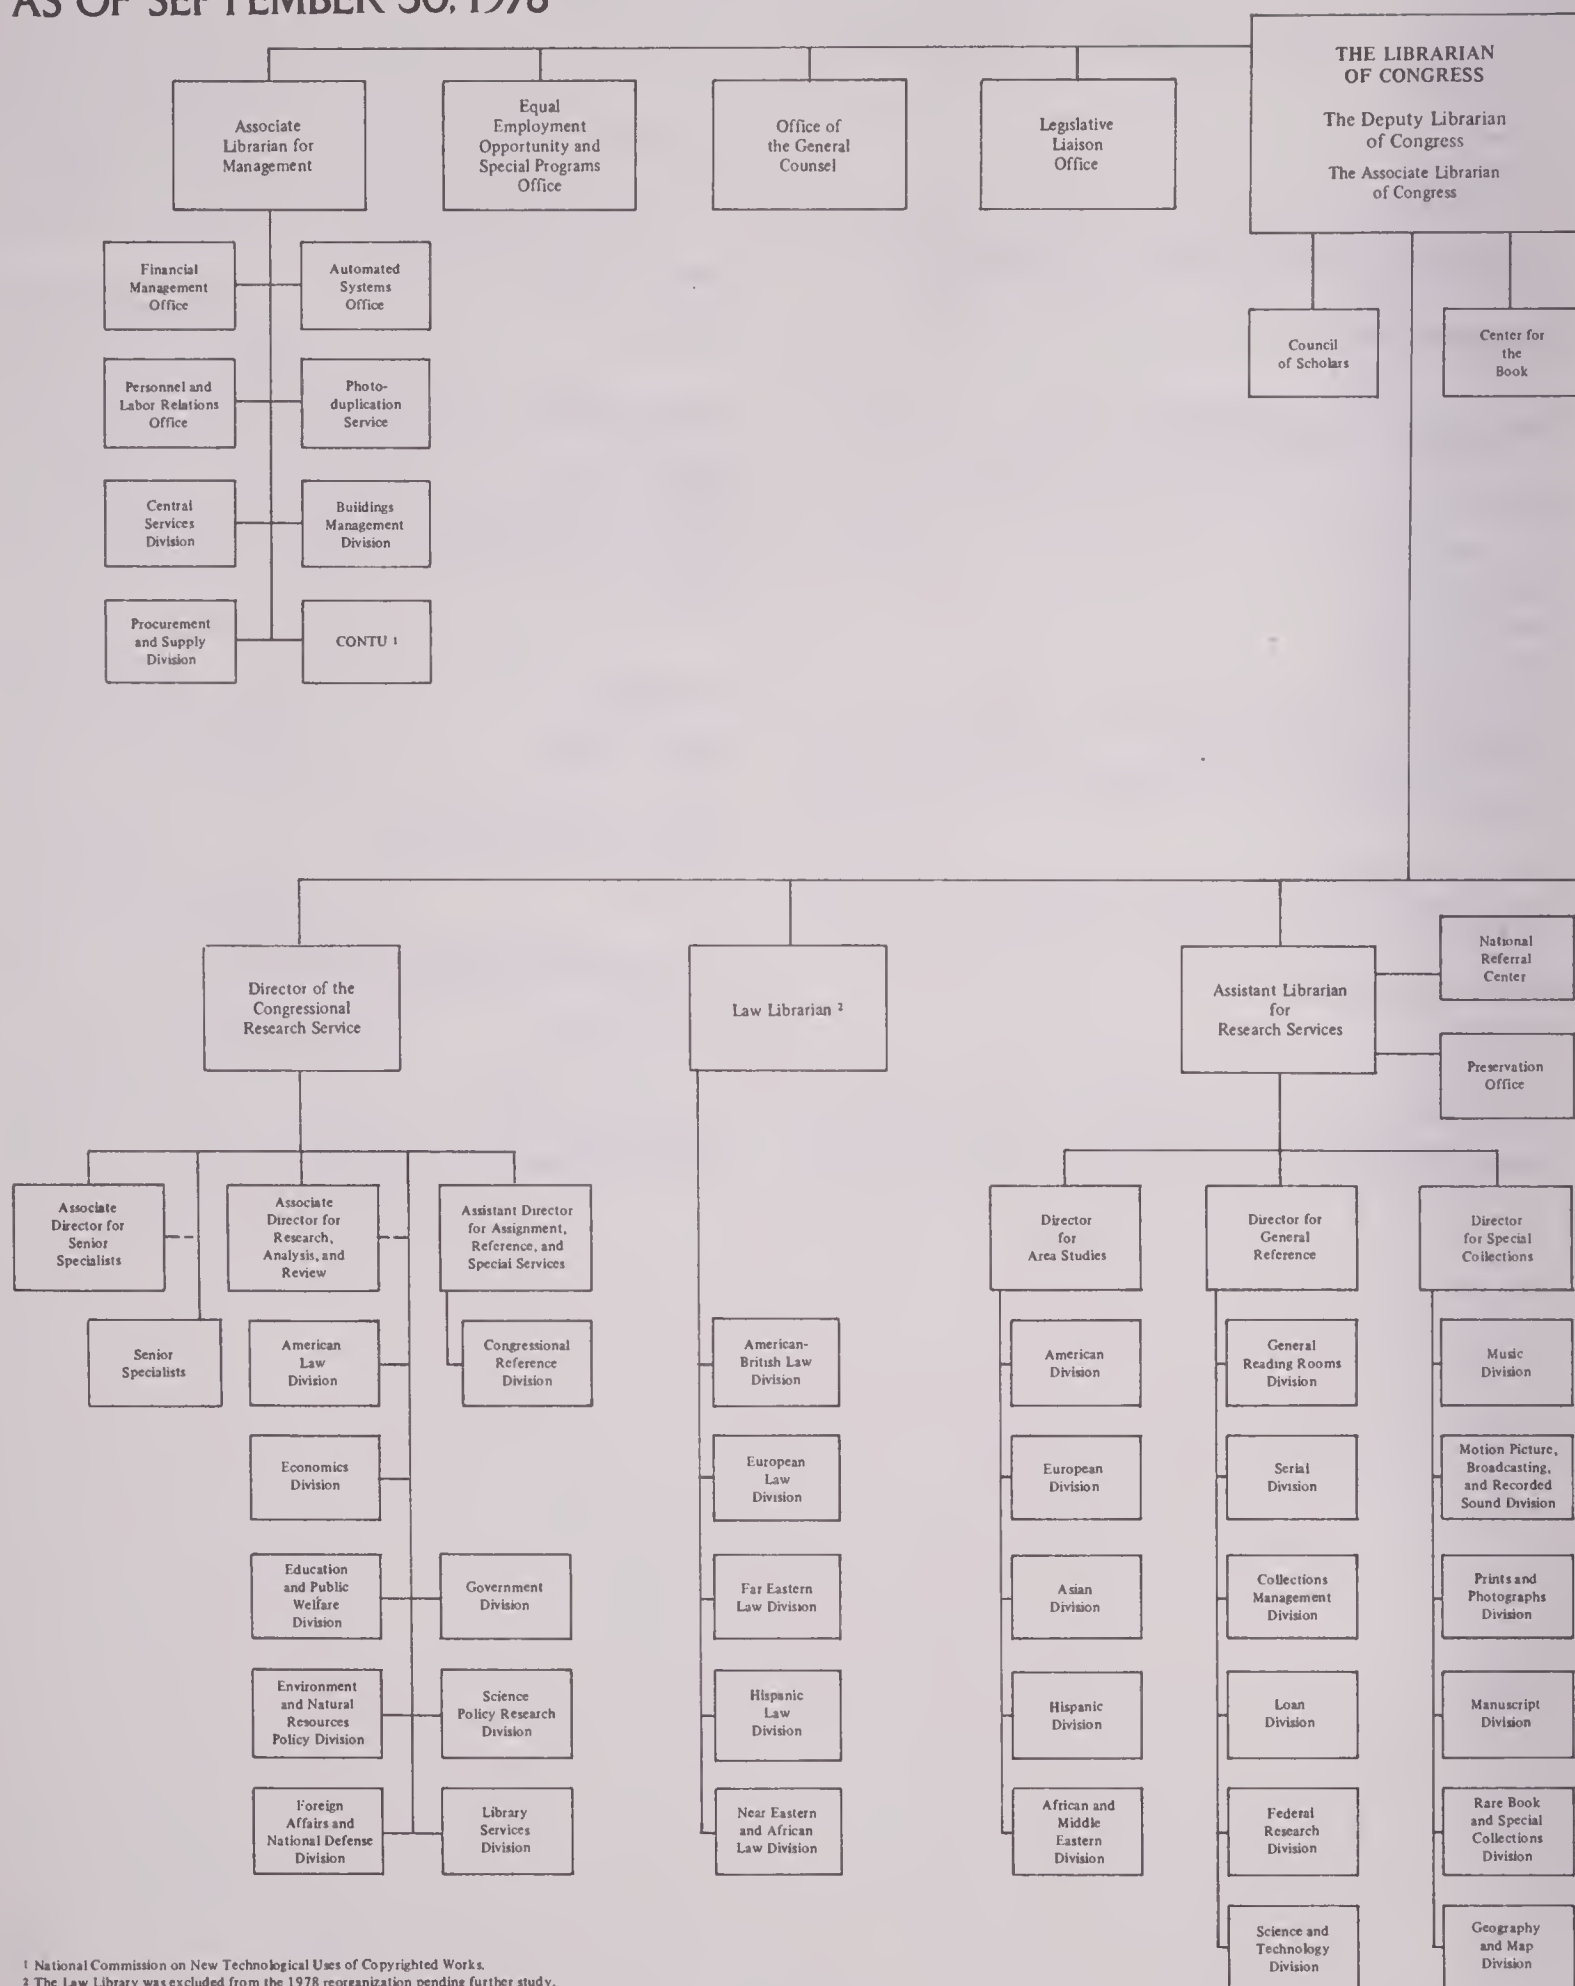 AS OF SEPTEMBER 30, 1978
THE LIBRARIAN
OF CONGRESS
The Deputy Librarian
of Congress
The Associate Librarian
of Congress
Associate
Librarian for
Management
Equal
Employment
Opportunity and
Special Programs
Office
Office of
the General
Counsel
Legislative
Liaison
Office
Financial
Management
Office
Automated
Systems
Office
Personnel and
Labor Relations
Office
Photo-
duplication
Service
Central
Services
Division
Buildings
Management
Division
Procurement
and Supply
Division
CONTU 1
Council
of Scholars
Center for
the
Book
Director of the
Congressional
Research Service
Law Librarian 2
Assistant Librarian
for
Research Services
National
Referral
Center
Preservation
Office
Associate
Director for
Senior
Specialists
Associate
Director for
Research,
Analysis, and
Review
Assistant Director
for Assignment,
Reference, and
Special Services
Senior
Specialists
American
Law
Division
Congressional
Reference
Division
Economics
Division
Education
and Public
Welfare
Division
Government
Division
Environment
and Natural
Resources
Policy Division
Science
Policy Research
Division
Foreign
Affairs and
National Defense
Division
Library
Services
Division
American-
British Law
Division
European
Law
Division
Far Eastern
Law Division
Hispanic
Law
Division
Near Eastern
and African
Law Division
Director
for
Area Studies
American
Division
European
Division
Asian
Division
Hispanic
Division
African and
Middle
Eastern
Division
Director for
General
Reference
General
Reading Rooms
Division
Serial
Division
Collections
Management
Division
Loan
Division
Federal
Research
Division
Science and
Technology
Division
Director
for Special
Collections
Music
Division
Motion Picture,
Broadcasting,
and Recorded
Sound Division
Prints and
Photographs
Division
Manuscript
Division
Rare Book
and Special
Collections
Division
Geography
and Map
Division
1 National Commission on New Technological Uses of Copyrighted Works.
2 The Law Library was excluded from the 1978 reorganization pending further study.